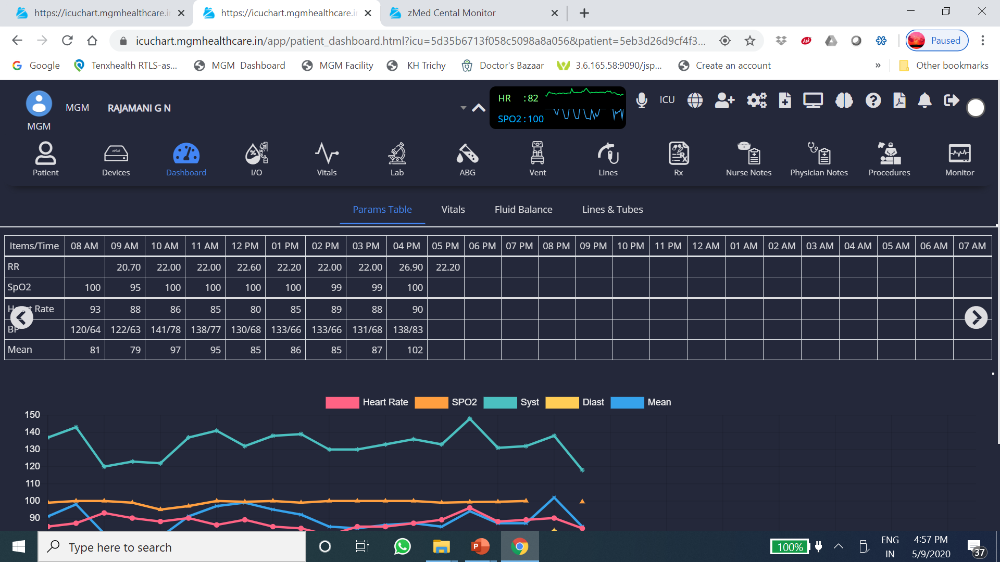 https://icuchart.mgmhealthcare.in
https://icuchart.mgmhealthcare.in
zMed Cental Monitor
icuchart.mgmhealthcare.in/app/patient_dashboard.html?icu=5d35b6713f058c5098a8a056&patient=5eb3d26d9cf4f3...
Ask
Paused
Google
Tenxhealth RTLS-as...
MGM Dashboard
MGM Facility
KH Trichy
Doctor's Bazaar
3.6.165.58:9090/jsp...
Create an account
»
Other bookmarks
MGM
MGM
RAJAMANI G N
HR :82
SPO2:100
ICU
Patient
Devices
Dashboard
I/O
Vitals
Lab
ABG
Vent
Lines
Rx
Nurse Notes
Physician Notes
Procedures
Monitor
Params Table
Vitals
Fluid Balance
Lines & Tubes
Items/Time 08 AM 09 AM 10 AM 11 AM 12 PM 01 PM 02 PM 03 PM 04 PM 05 PM 06 PM 07 PM 08 PM 09 PM 10 PM 11 PM 12 AM 01 AM 02 AM 03 AM 04 AM 05 AM 06 AM 07 AM
RR 20.70 22.00 22.00 22.60 22.20 22.00 22.00 26.90 22.20
SpO2 100 95 100 100 100 100 99 99 100
Heart Rate 93 88 86 85 80 85 89 88 90
BP 120/64 122/63 141/78 138/77 130/68 133/66 133/66 131/68 138/83
Mean 81 79 97 95 85 86 85 87 102
Heart Rate SPO2 Syst Diast Mean
150
140
130
120
110
100
90
Type here to search
100%
ENG
IN
4:57 PM
5/9/2020
37